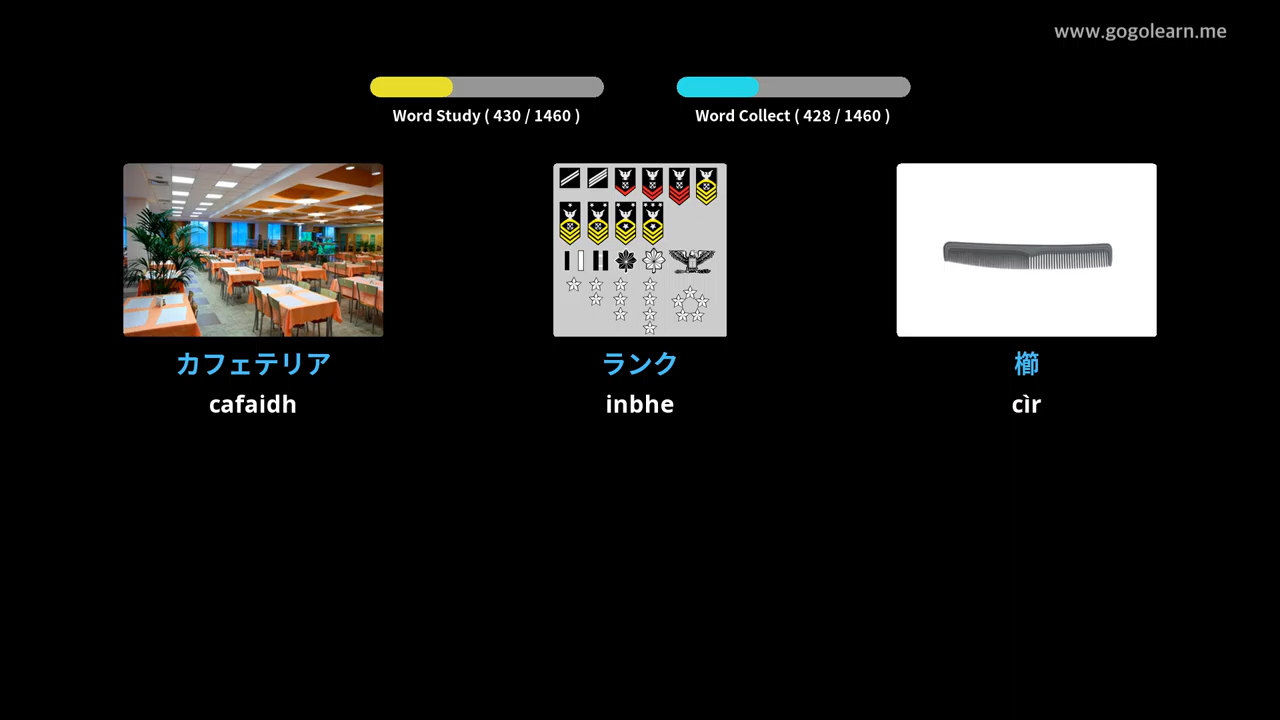 www.gogolearn.me
Word Study ( 430 / 1460 )
Word Collect ( 428 / 1460 )
カフェテリア
ランク
櫛
cafaidh
inbhe
cìr